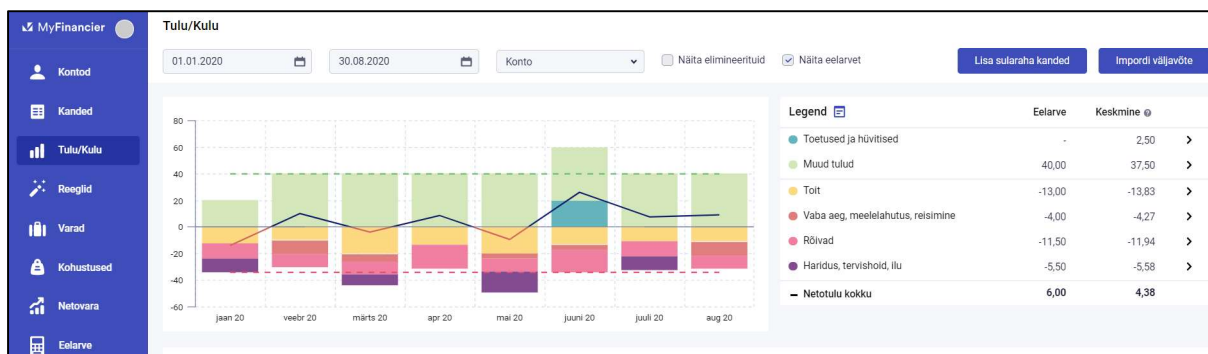 MyFinancier
Kontod
Kanded
Tulu/Kulu
Reeglid
Varad
Kohustused
Netovara
Eelarve
Tulu/Kulu
01.01.2020 30.08.2020 Konto Näita elimineerituid Näita eelarvet Lisa sularaha kanded Impordi väljavõte
80
60
40
20
0
-20
-40
-60
jaan 20 veebr 20 märts 20 apr 20 mai 20 juuni 20 juuli 20 aug 20
Legend Eelarve Keskmine
Toetused ja hüvitised - 2,50
Muud tulud 40,00 37,50
Toit -13,00 -13,83
Vaba aeg, meelelahutus, reisimine -4,00 -4,27
Rõivad -11,50 -11,94
Haridus, tervishoid, ilu -5,50 -5,58
Netotulu kokku 6,00 4,38